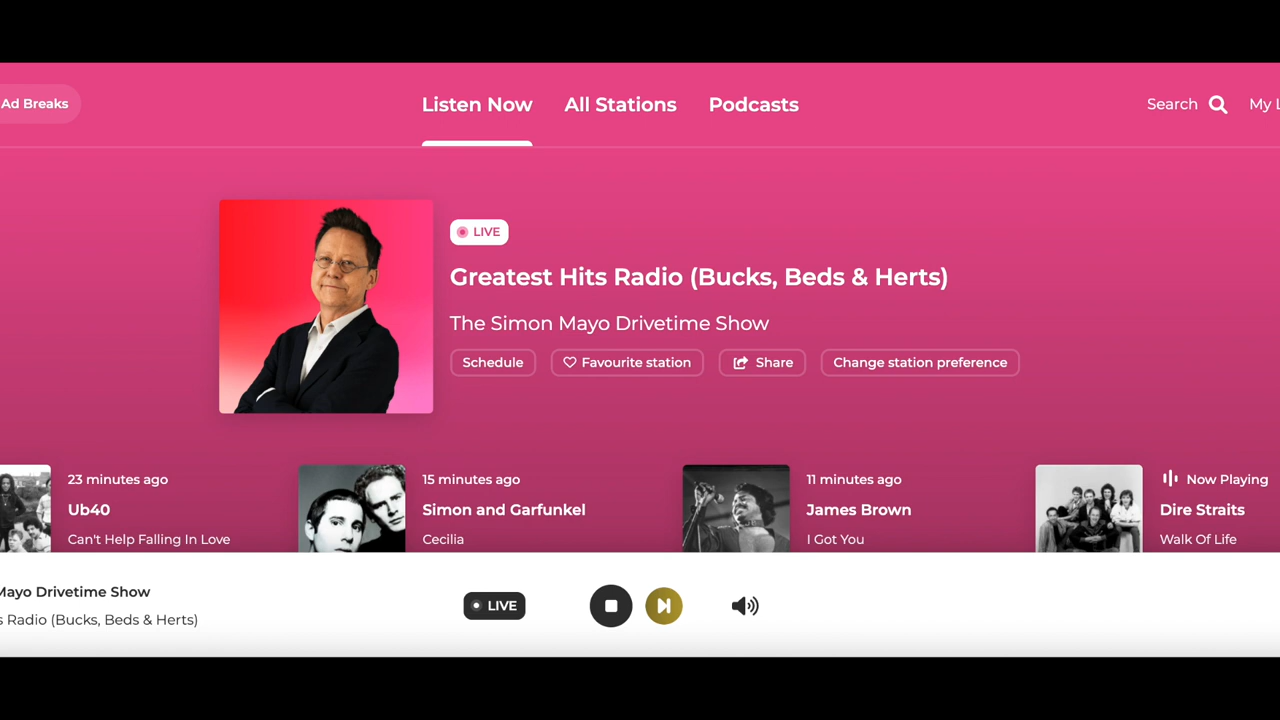 Ad Breaks
Listen Now
All Stations
Podcasts
Search
My
LIVE
Greatest Hits Radio (Bucks, Beds & Herts)
The Simon Mayo Drivetime Show
Schedule
Favourite station
Share
Change station preference
23 minutes ago
Ub40
Can't Help Falling In Love
15 minutes ago
Simon and Garfunkel
Cecilia
11 minutes ago
James Brown
I Got You
Now Playing
Dire Straits
Walk Of Life
Mayo Drivetime Show
s Radio (Bucks, Beds & Herts)
LIVE